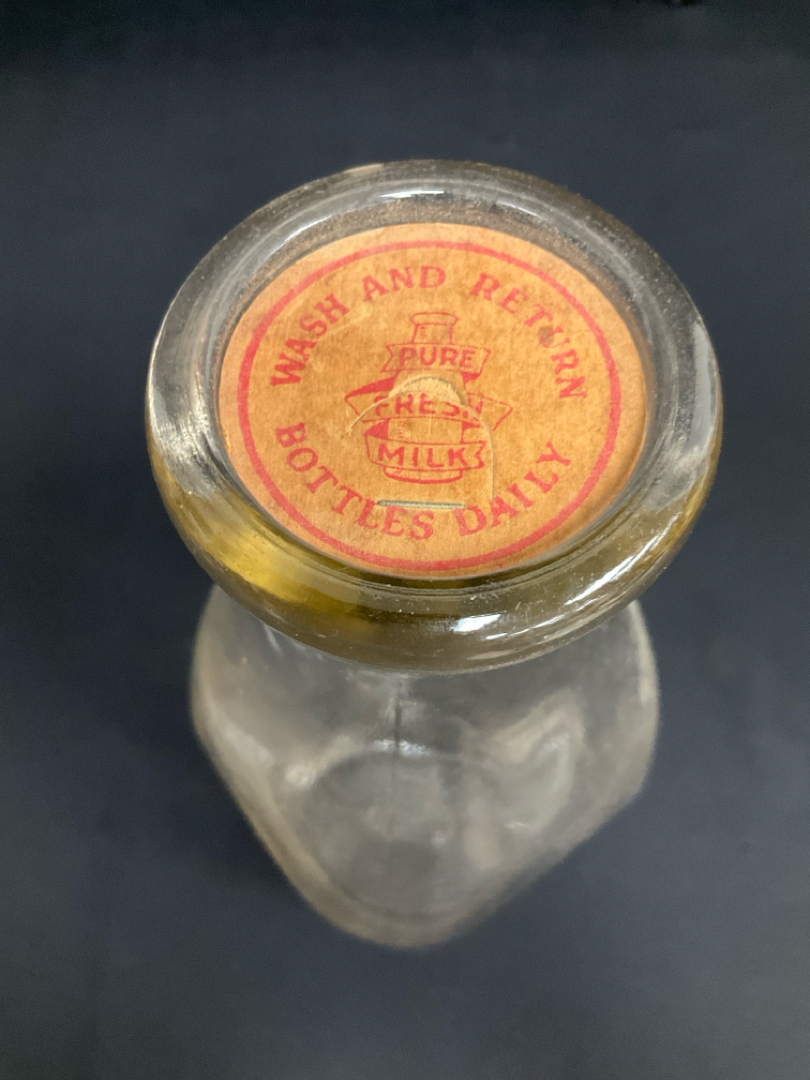 WASH AND RETURN
PURE
FRESH
MILK
BOTTLES DAILY